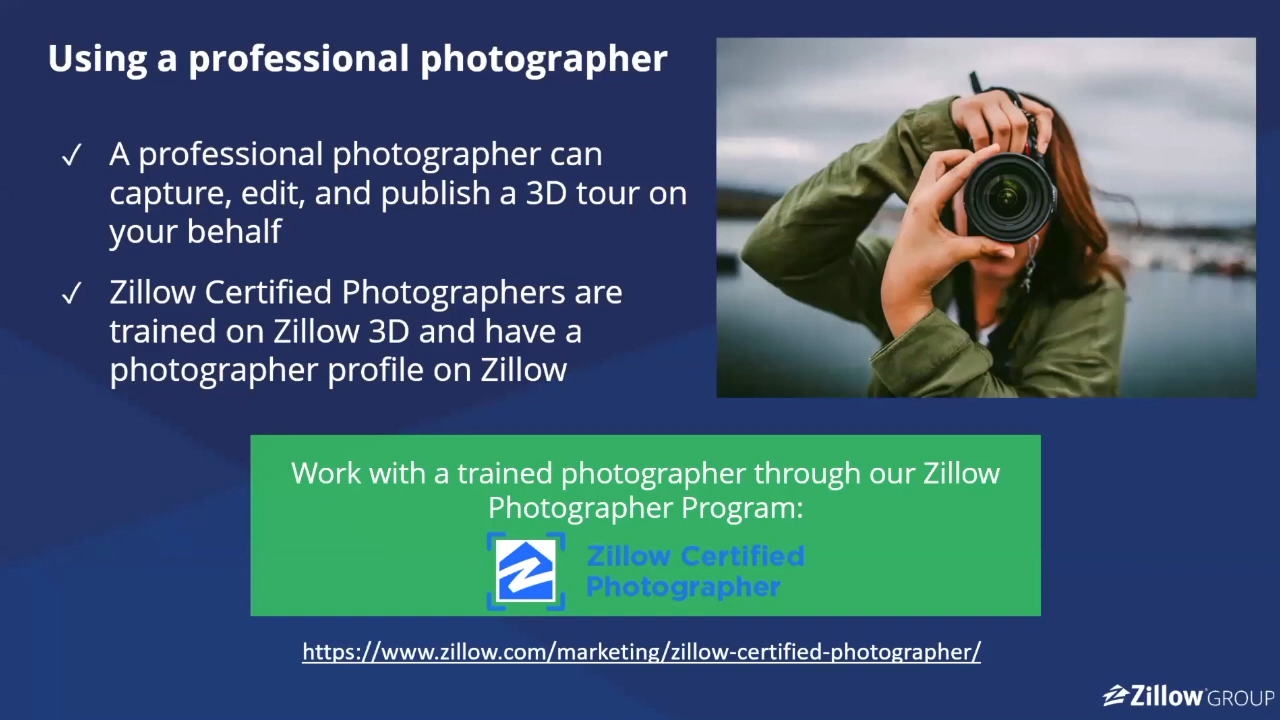 Using a professional photographer
✓ A professional photographer can
capture, edit, and publish a 3D tour on
your behalf
✓ Zillow Certified Photographers are
trained on Zillow 3D and have a
photographer profile on Zillow
Work with a trained photographer through our Zillow
Photographer Program:
Zillow Certified
Photographer
https://www.zillow.com/marketing/zillow-certified-photographer/
Zillow GROUP